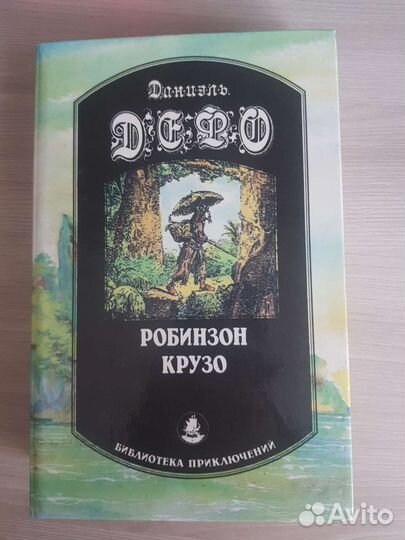 Даниэль
ДЕФО
РОБИНЗОН
КРУЗО
БИБЛИОТЕКА ПРИКЛЮЧЕНИЙ
Avito